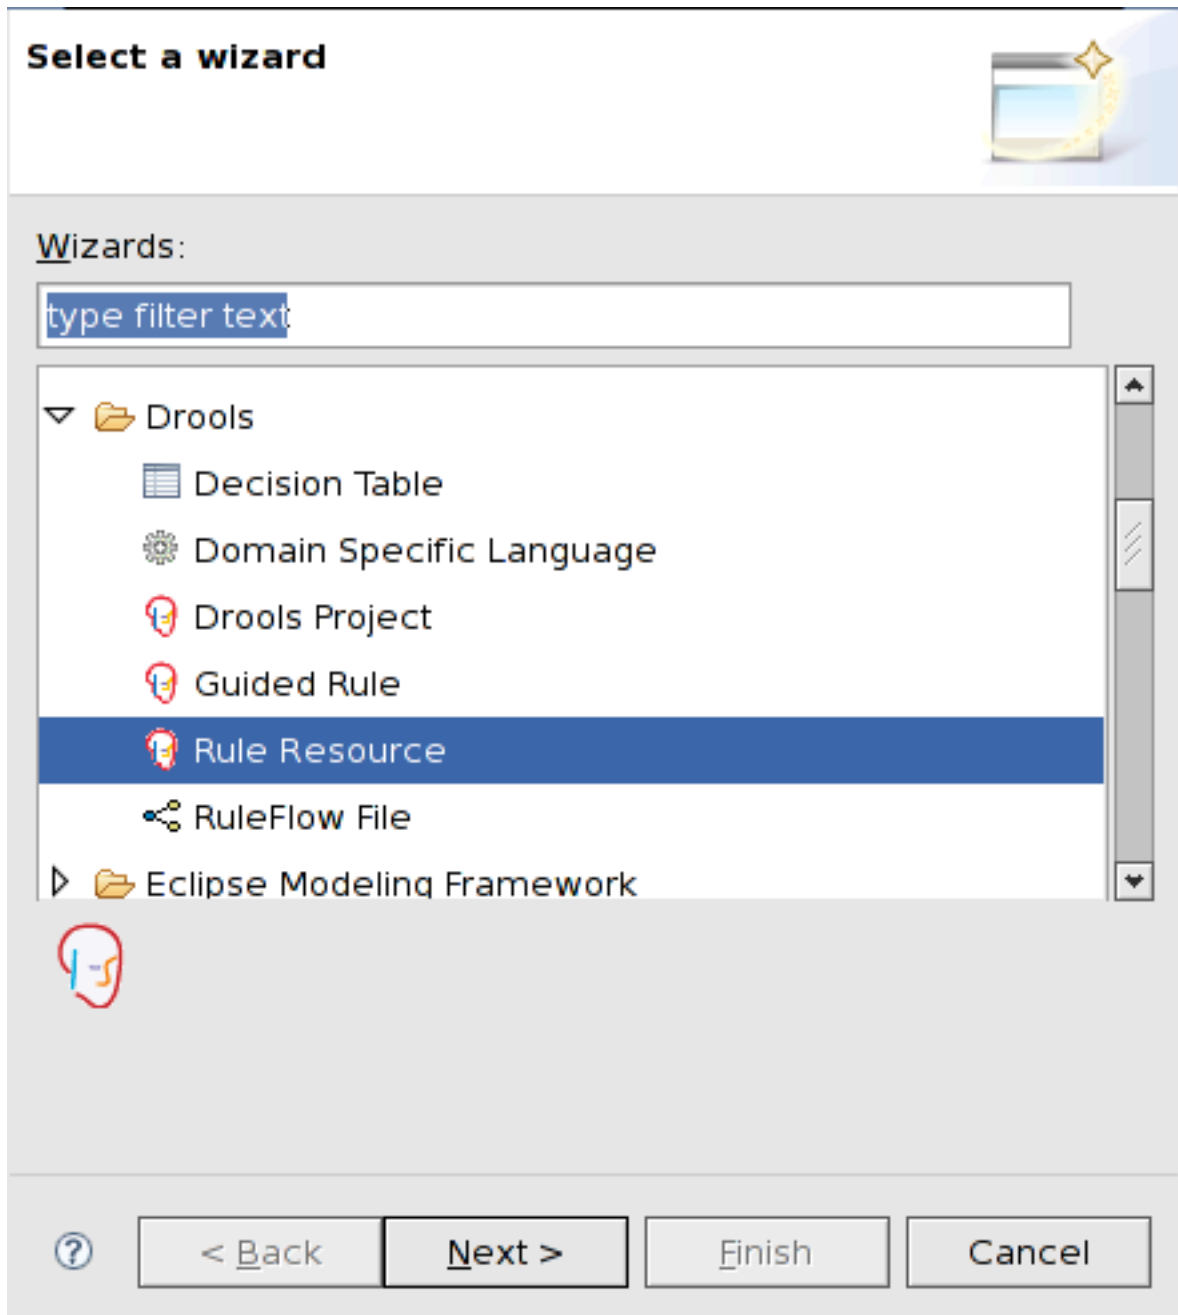 Select a wizard
Wizards:
type filter text
Drools
Decision Table
Domain Specific Language
Drools Project
Guided Rule
Rule Resource
RuleFlow File
Eclipse Modeling Framework
?
< Back
Next >
Finish
Cancel